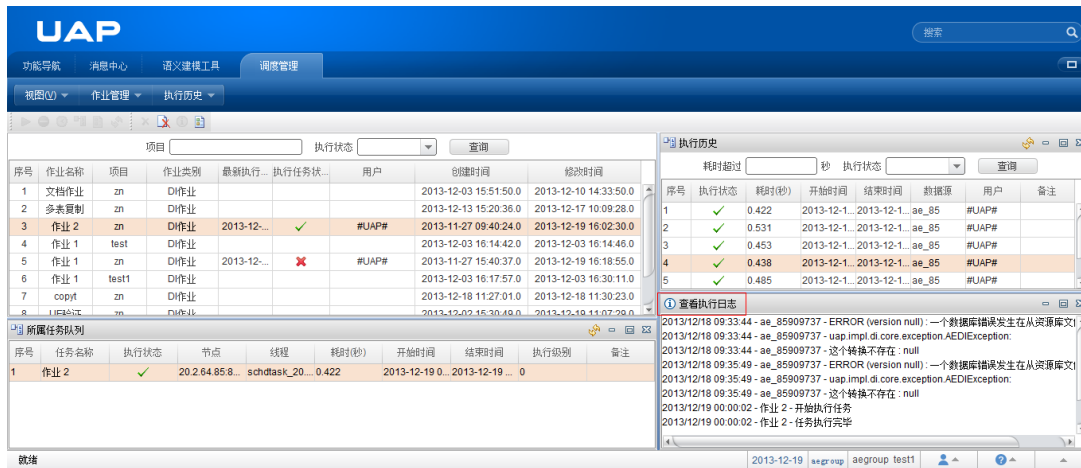 UAP
搜索
功能导航 消息中心 语义建模工具 调度管理
视图(V) 作业管理 执行历史
项目 执行状态 查询
序号 作业名称 项目 作业类别 最新执行... 执行任务状... 用户 创建时间 修改时间
1 文档作业 zn DI作业 2013-12-03 15:51:50.0 2013-12-10 14:33:50.0
2 多表复制 zn DI作业 2013-12-13 15:20:36.0 2013-12-17 10:09:28.0
3 作业 2 zn DI作业 2013-12-... #UAP# 2013-11-27 09:40:24.0 2013-12-19 16:02:30.0
4 作业 1 test DI作业 2013-12-03 16:14:42.0 2013-12-03 16:14:46.0
5 作业 1 zn DI作业 2013-12-... #UAP# 2013-11-27 15:40:37.0 2013-12-19 16:18:55.0
6 作业 1 test1 DI作业 2013-12-03 16:17:57.0 2013-12-03 16:30:11.0
7 copyt zn DI作业 2013-12-18 11:27:01.0 2013-12-18 11:30:23.0
8 UE验证 zn DI作业 2013-12-02 15:30:49.0 2013-12-19 11:07:29.0
执行历史
耗时超过 秒 执行状态 查询
序号 执行状态 耗时(秒) 开始时间 结束时间 数据源 用户 备注
1 0.422 2013-12-1... 2013-12-1... ae_85 #UAP#
2 0.531 2013-12-1... 2013-12-1... ae_85 #UAP#
3 0.453 2013-12-1... 2013-12-1... ae_85 #UAP#
4 0.438 2013-12-1... 2013-12-1... ae_85 #UAP#
5 0.485 2013-12-1... 2013-12-1... ae_85 #UAP#
所属任务队列
序号 任务名称 执行状态 节点 线程 耗时(秒) 开始时间 结束时间 执行级别 备注
1 作业 2 20.2.64.85:8... schdtask_20.... 0.422 2013-12-19 0... 2013-12-19 ... 0
查看执行日志
2013/12/18 09:33:44 - ae_85909737 - ERROR (version null) : 一个数据库错误发生在从资源库文
2013/12/18 09:33:44 - ae_85909737 - uap.impl.di.core.exception.AEDIException:
2013/12/18 09:33:44 - ae_85909737 - 这个转换不存在 : null
2013/12/18 09:35:49 - ae_85909737 - ERROR (version null) : 一个数据库错误发生在从资源库文
2013/12/18 09:35:49 - ae_85909737 - uap.impl.di.core.exception.AEDIException:
2013/12/18 09:35:49 - ae_85909737 - 这个转换不存在 : null
2013/12/19 00:00:02 - 作业 2 - 开始执行任务
2013/12/19 00:00:02 - 作业 2 - 任务执行完毕
就绪 2013-12-19 aegroup aegroup test1